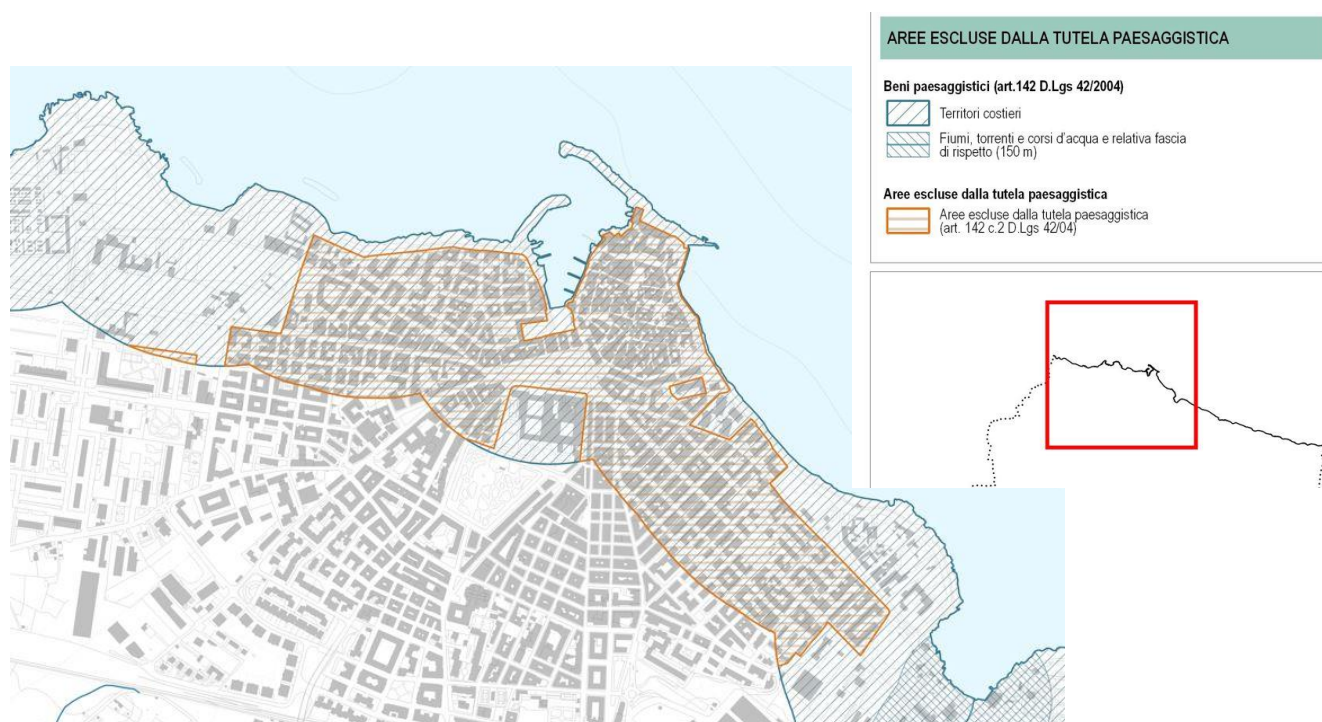 AREE ESCLUSE DALLA TUTELA PAESAGGISTICA
Beni paesaggistici (art.142 D.Lgs 42/2004)
Territori costieri
Fiumi, torrenti e corsi d'acqua e relativa fascia
di rispetto (150 m)
Aree escluse dalla tutela paesaggistica
Aree escluse dalla tutela paesaggistica
(art. 142 c.2 D.Lgs 42/04)